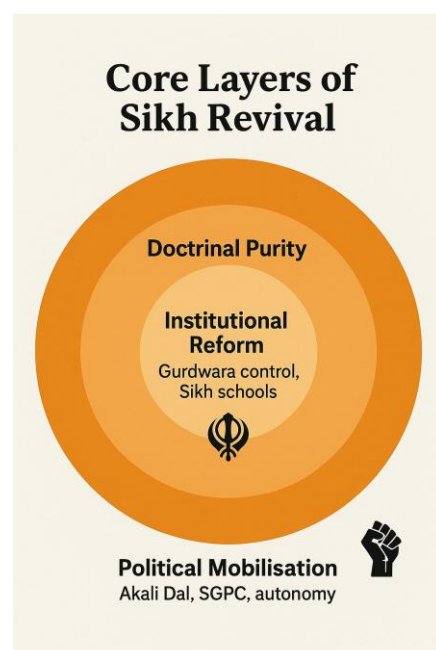 Core Layers of
Sikh Revival
Doctrinal Purity
Institutional
Reform
Gurdwara control,
Sikh schools
Political Mobilisation
Akali Dal, SGPC, autonomy